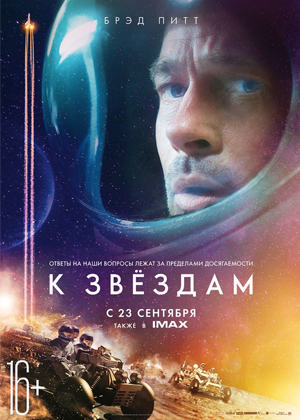 БРЭД ПИТТ
ОТВЕТЫ НА НАШИ ВОПРОСЫ ЛЕЖАТ ЗА ПРЕДЕЛАМИ ДОСЯГАЕМОСТИ.
К ЗВЁЗДАМ
С 23 СЕНТЯБРЯ
ТАКЖЕ В IMAX
16+